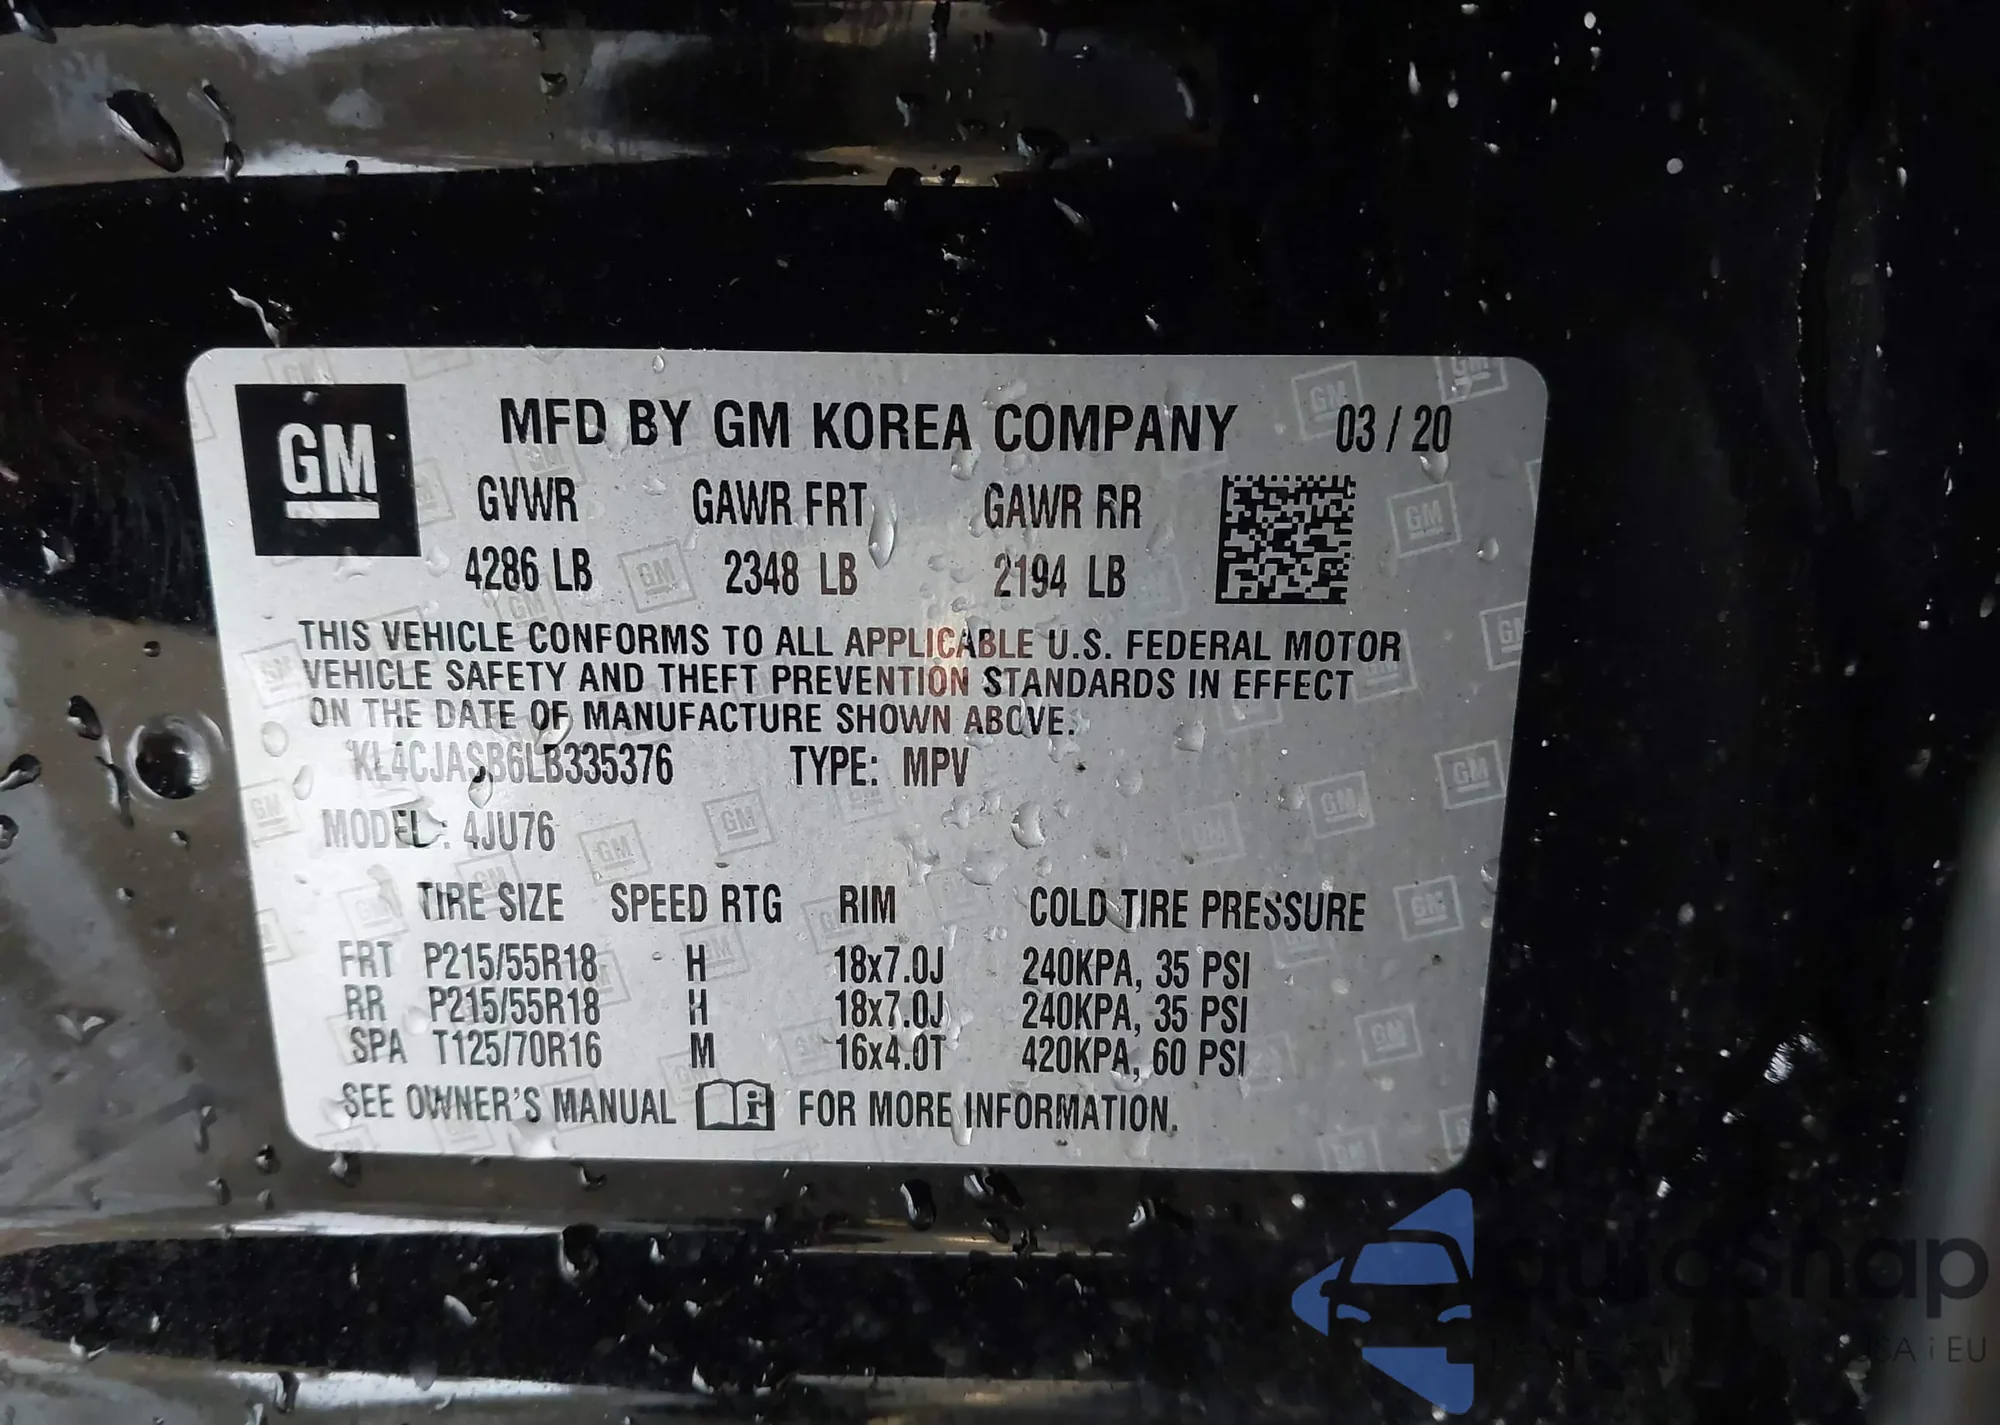 GM
MFD BY GM KOREA COMPANY 03 / 20
GVWR GAWR FRT GAWR RR
4286 LB 2348 LB 2194 LB
THIS VEHICLE CONFORMS TO ALL APPLICABLE U.S. FEDERAL MOTOR
VEHICLE SAFETY AND THEFT PREVENTION STANDARDS IN EFFECT
ON THE DATE OF MANUFACTURE SHOWN ABOVE.
KL4CJASB6LB335376 TYPE: MPV
MODEL : 4JU76
TIRE SIZE SPEED RTG RIM COLD TIRE PRESSURE
FRT P215/55R18 H 18x7.0J 240KPA, 35 PSI
RR P215/55R18 H 18x7.0J 240KPA, 35 PSI
SPA T125/70R16 M 16x4.0T 420KPA, 60 PSI
SEE OWNER'S MANUAL i FOR MORE INFORMATION.
autosnap
USA i EU